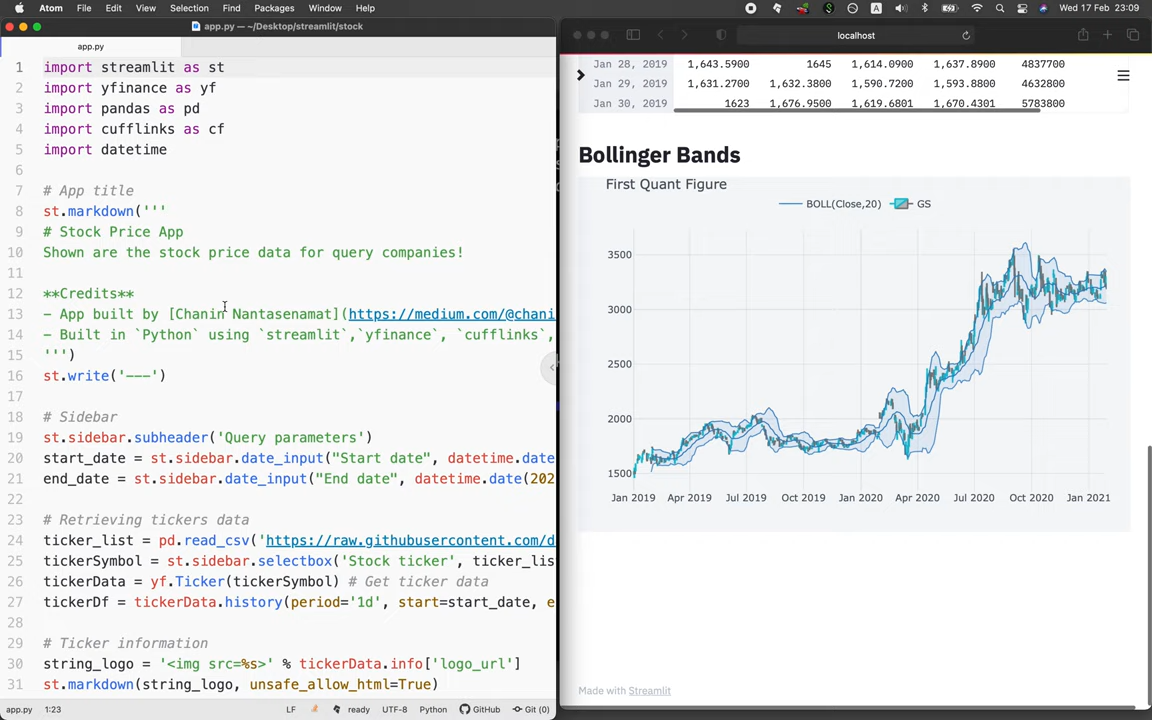 Atom File Edit View Selection Find Packages Window Help
A Wed 17 Feb 23:09
app.py — ~/Desktop/streamlit/stock
app.py
1 import streamlit as st
2 import yfinance as yf
3 import pandas as pd
4 import cufflinks as cf
5 import datetime
6
7 # App title
8 st.markdown('''
9 # Stock Price App
10 Shown are the stock price data for query companies!
11
12 **Credits**
13 - App built by [Chanin Nantasenamat](https://medium.com/@chani
14 - Built in `Python` using `streamlit`,`yfinance`, `cufflinks`,
15 ''')
16 st.write('---')
17
18 # Sidebar
19 st.sidebar.subheader('Query parameters')
20 start_date = st.sidebar.date_input("Start date", datetime.date
21 end_date = st.sidebar.date_input("End date", datetime.date(202
22
23 # Retrieving tickers data
24 ticker_list = pd.read_csv('https://raw.githubusercontent.com/d
25 tickerSymbol = st.sidebar.selectbox('Stock ticker', ticker_lis
26 tickerData = yf.Ticker(tickerSymbol) # Get ticker data
27 tickerDf = tickerData.history(period='1d', start=start_date, e
28
29 # Ticker information
30 string_logo = '<img src=%s>' % tickerData.info['logo_url']
31 st.markdown(string_logo, unsafe_allow_html=True)
app.py 1:23 LF ready UTF-8 Python GitHub Git (0)
localhost
Jan 28, 2019 1,643.5900 1645 1,614.0900 1,637.8900 4837700
Jan 29, 2019 1,631.2700 1,632.3800 1,590.7200 1,593.8800 4632800
Jan 30, 2019 1623 1,676.9500 1,619.6801 1,670.4301 5783800
Bollinger Bands
First Quant Figure
BOLL(Close,20) GS
3500
3000
2500
2000
1500
Jan 2019 Apr 2019 Jul 2019 Oct 2019 Jan 2020 Apr 2020 Jul 2020 Oct 2020 Jan 2021
Made with Streamlit